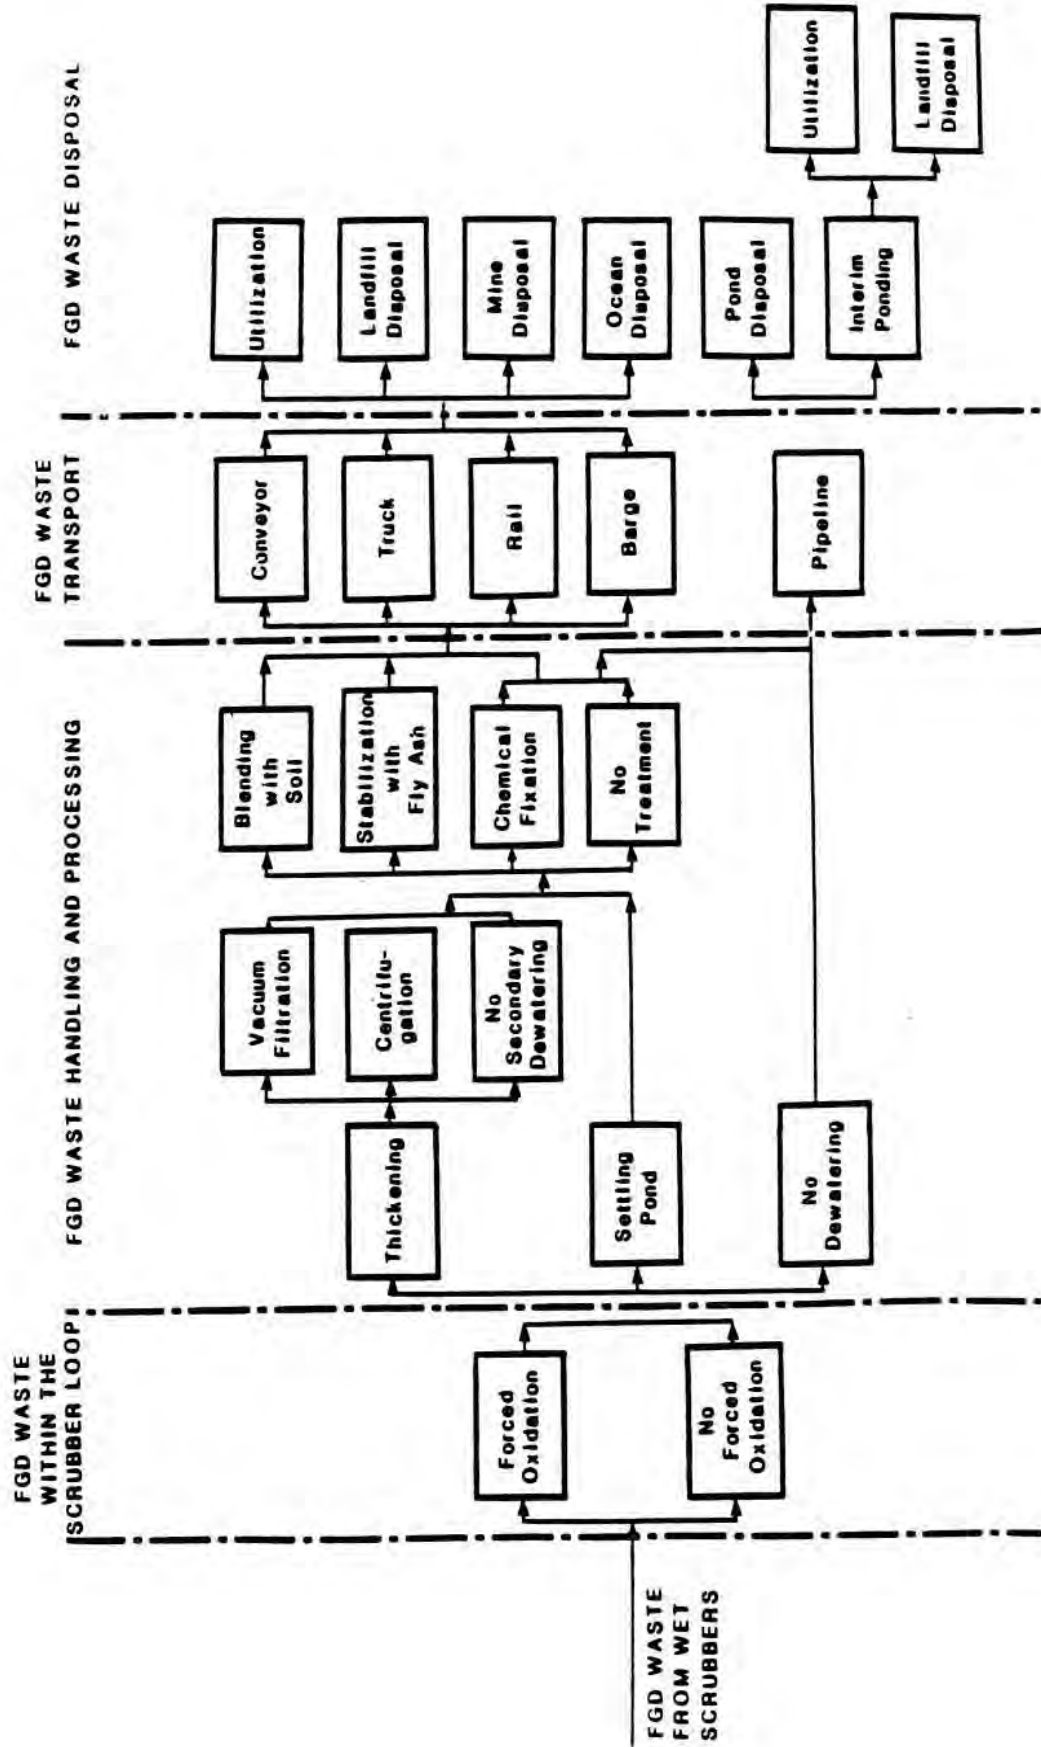 FGD WASTE
FROM WET
SCRUBBERS
FGD WASTE
WITHIN THE
SCRUBBER LOOP
Forced
Oxidation
No
Forced
Oxidation
FGD WASTE HANDLING AND PROCESSING
Thickening
Settling
Pond
No
Dewatering
Vacuum
Filtration
Centrifu-
gation
No
Secondary
Dewatering
Blending
with
Soil
Stabilization
with
Fly Ash
Chemical
Fixation
No
Treatment
FGD WASTE
TRANSPORT
Conveyor
Truck
Rail
Barge
Pipeline
FGD WASTE DISPOSAL
Utilization
Landfill
Disposal
Mine
Disposal
Ocean
Disposal
Pond
Disposal
Interim
Ponding
Utilization
Landfill
Disposal